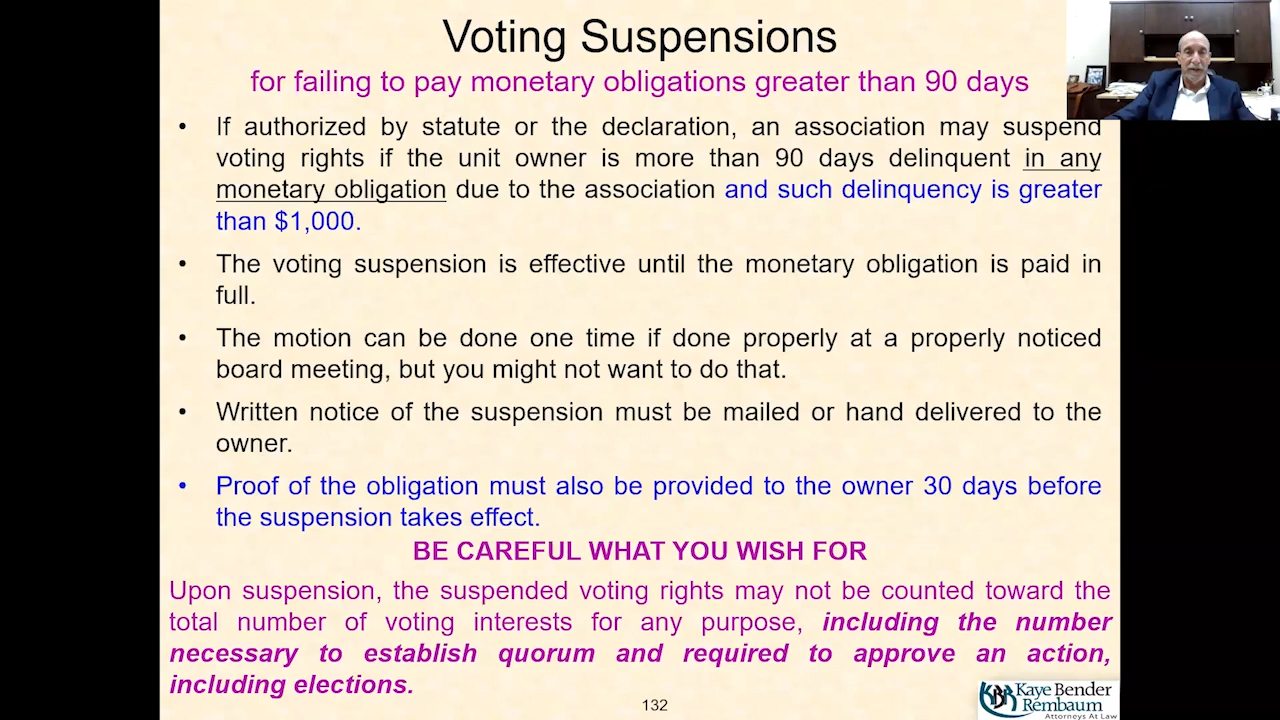 Voting Suspensions
for failing to pay monetary obligations greater than 90 days
• If authorized by statute or the declaration, an association may suspend
voting rights if the unit owner is more than 90 days delinquent in any
monetary obligation due to the association and such delinquency is greater
than $1,000.
• The voting suspension is effective until the monetary obligation is paid in
full.
• The motion can be done one time if done properly at a properly noticed
board meeting, but you might not want to do that.
• Written notice of the suspension must be mailed or hand delivered to the
owner.
• Proof of the obligation must also be provided to the owner 30 days before
the suspension takes effect.
BE CAREFUL WHAT YOU WISH FOR
Upon suspension, the suspended voting rights may not be counted toward the
total number of voting interests for any purpose, including the number
necessary to establish quorum and required to approve an action,
including elections.
132
KBR Kaye Bender
Rembaum
Attorneys At Law